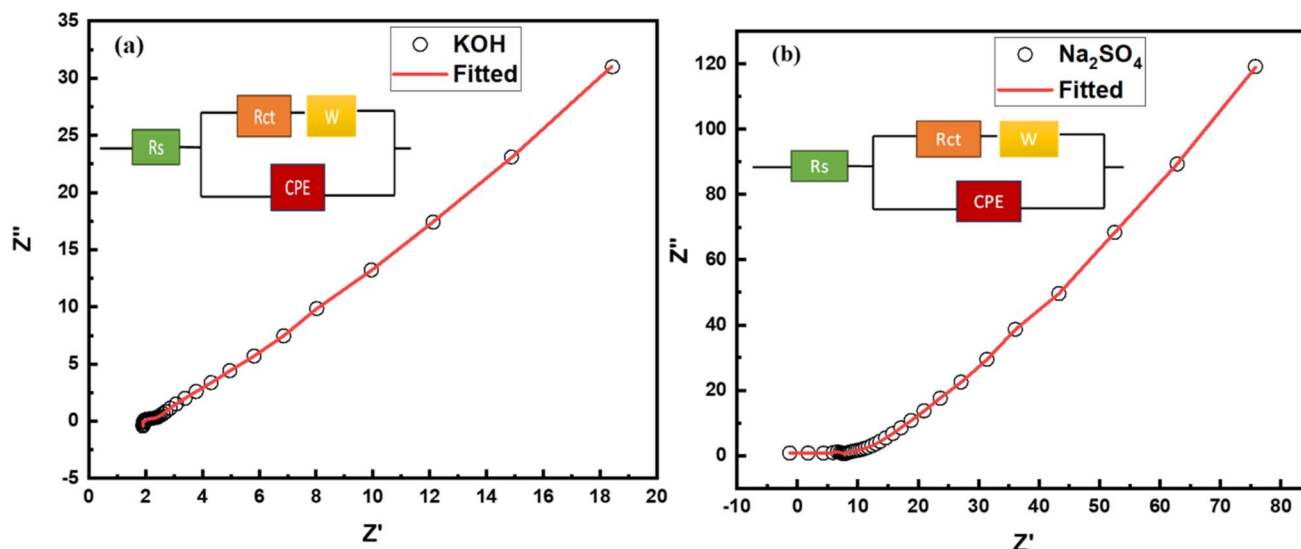 (a)
KOH
Fitted
Rs
Rct
W
CPE
Z''
35
30
25
20
15
10
5
0
-5
0 2 4 6 8 10 12 14 16 18 20
Z'
(b)
Na₂SO₄
Fitted
Rs
Rct
W
CPE
Z''
120
100
80
60
40
20
0
-10 0 10 20 30 40 50 60 70 80
Z'